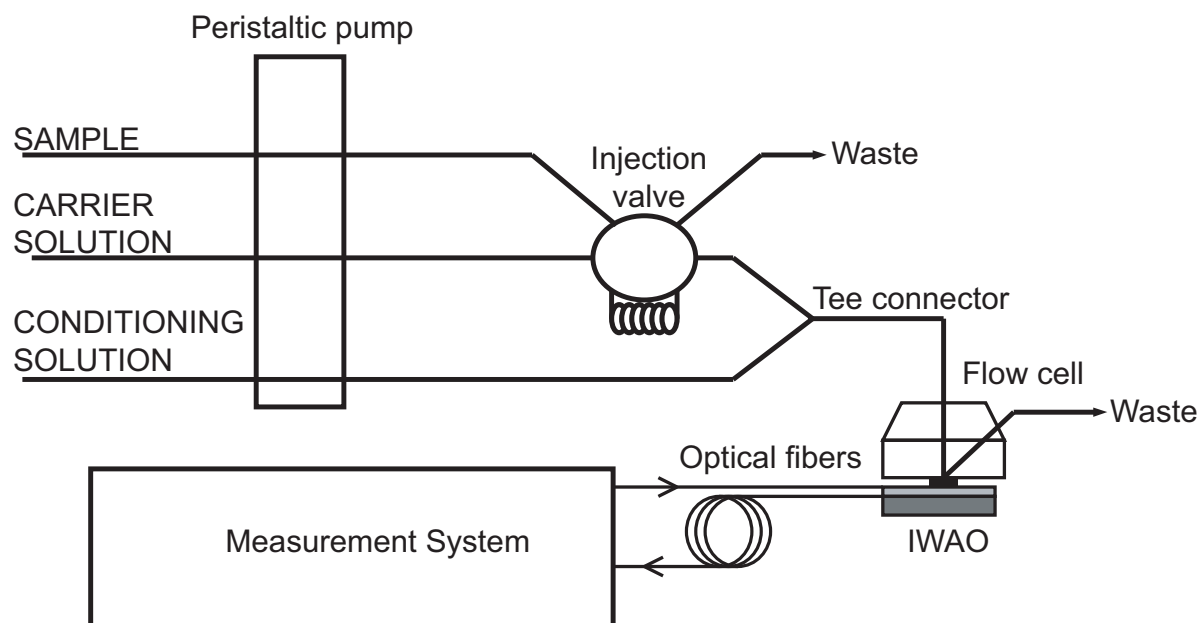 Peristaltic pump
SAMPLE
Injection
valve
Waste
CARRIER
SOLUTION
Tee connector
CONDITIONING
SOLUTION
Flow cell
Waste
Optical fibers
Measurement System
IWAO